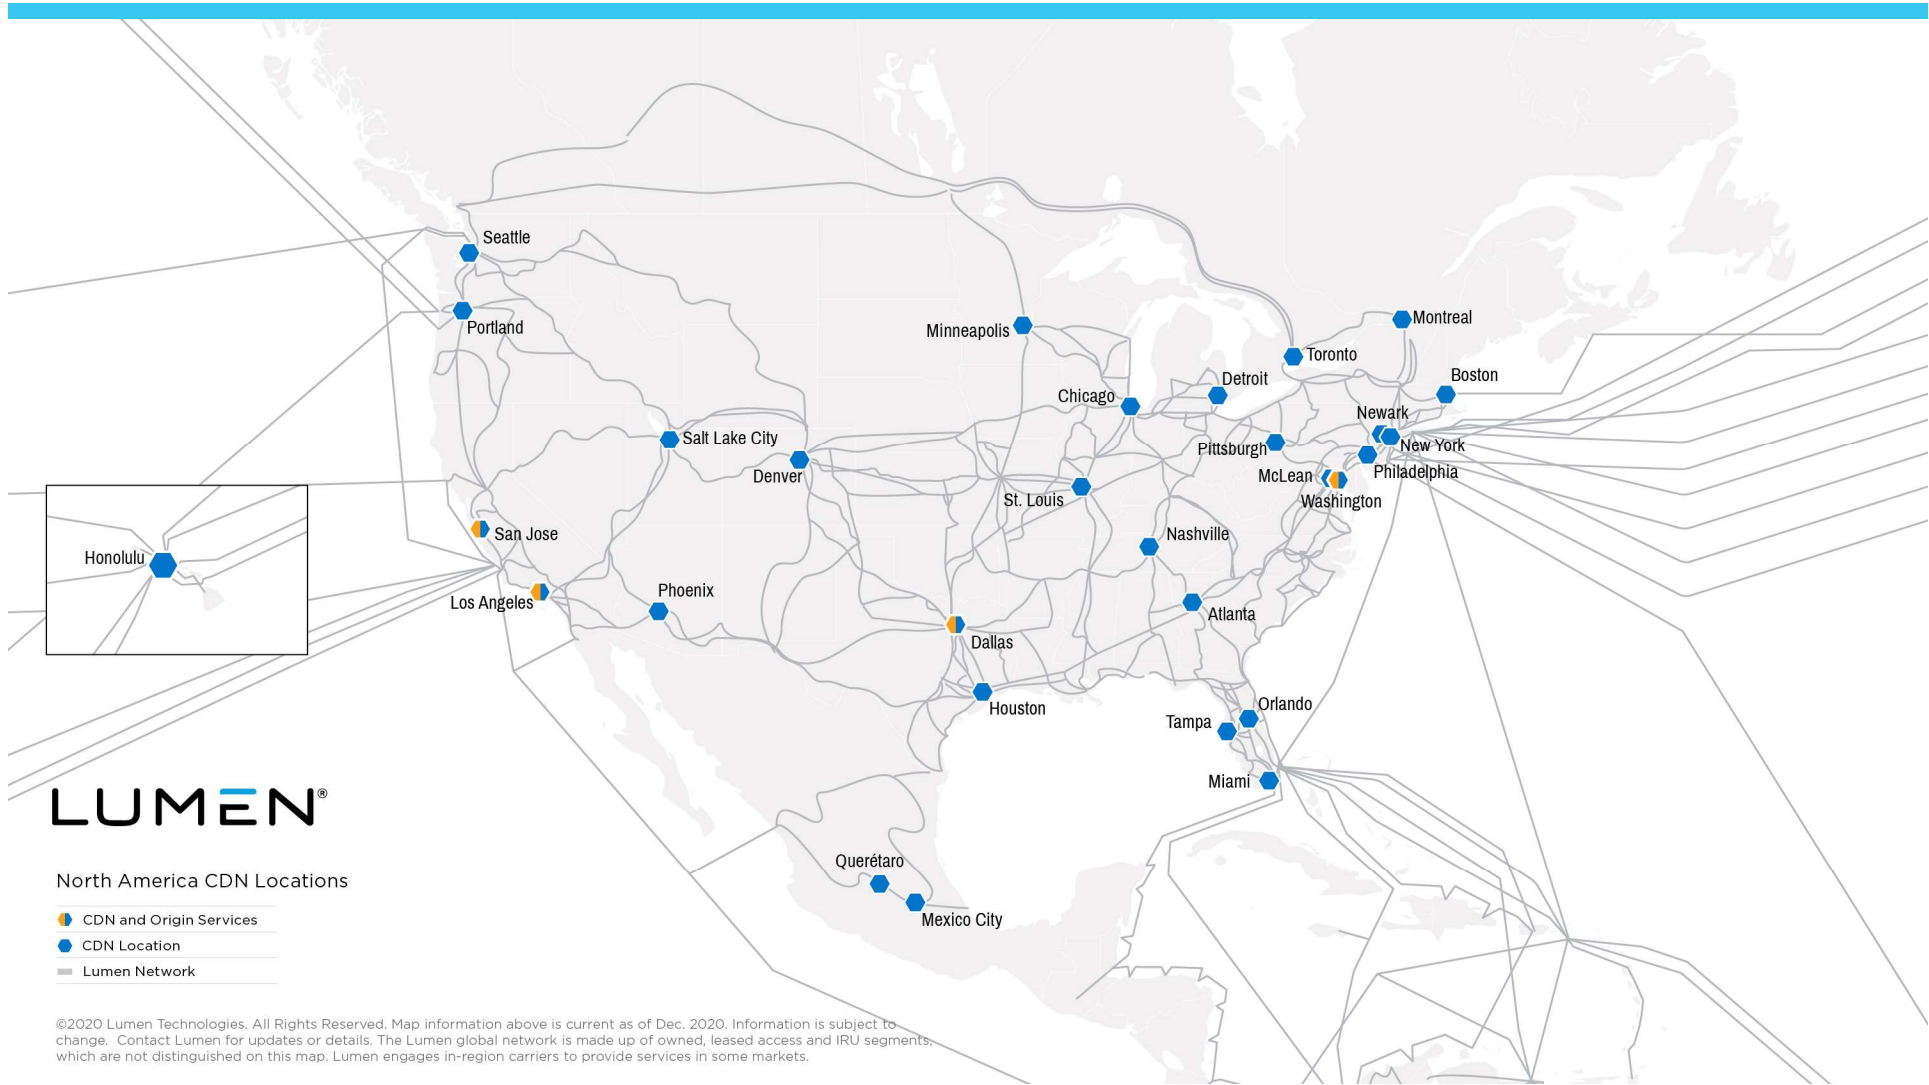 Seattle
Portland
Minneapolis
Montreal
Toronto
Boston
Detroit
Chicago
Newark
Salt Lake City
New York
Pittsburgh
Denver
McLean
Philadelphia
St. Louis
Washington
San Jose
Nashville
Honolulu
Phoenix
Los Angeles
Atlanta
Dallas
Houston
Orlando
Tampa
Miami
LUMEN®
Querétaro
Mexico City
North America CDN Locations
CDN and Origin Services
CDN Location
Lumen Network
©2020 Lumen Technologies. All Rights Reserved. Map information above is current as of Dec. 2020. Information is subject to
change. Contact Lumen for updates or details. The Lumen global network is made up of owned, leased access and IRU segments,
which are not distinguished on this map. Lumen engages in-region carriers to provide services in some markets.